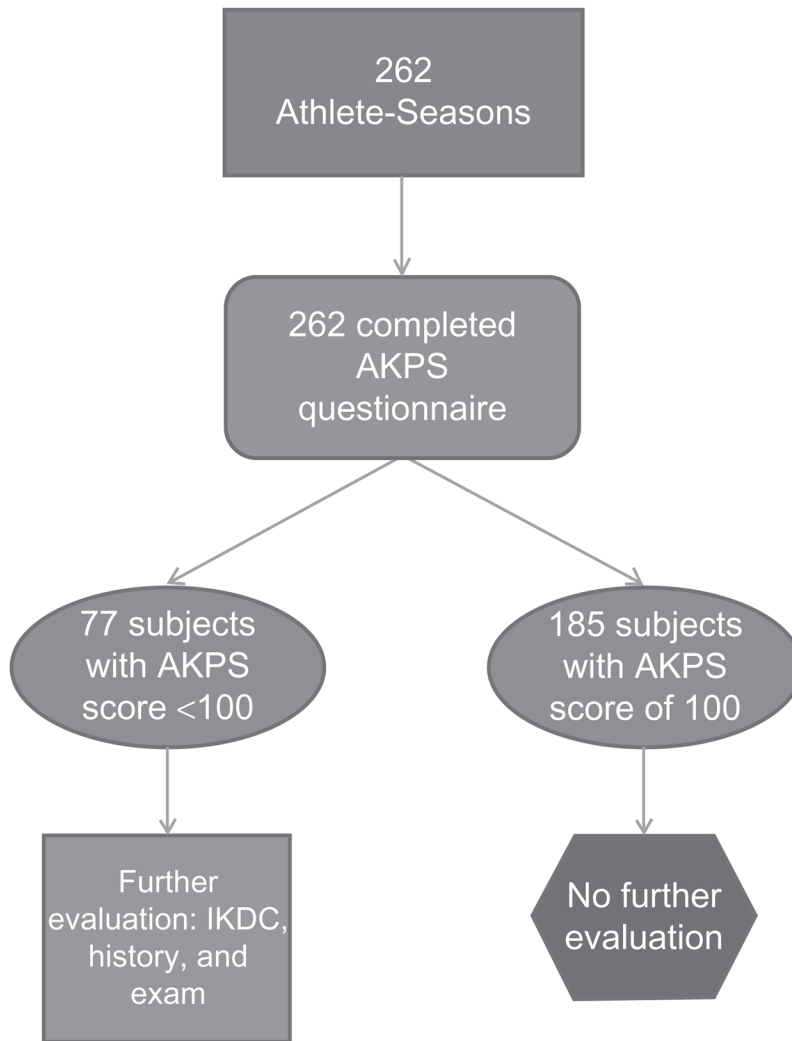 262
Athlete-Seasons
262 completed
AKPS
questionnaire
77 subjects
with AKPS
score <100
185 subjects
with AKPS
score of 100
Further
evaluation: IKDC,
history, and
exam
No further
evaluation